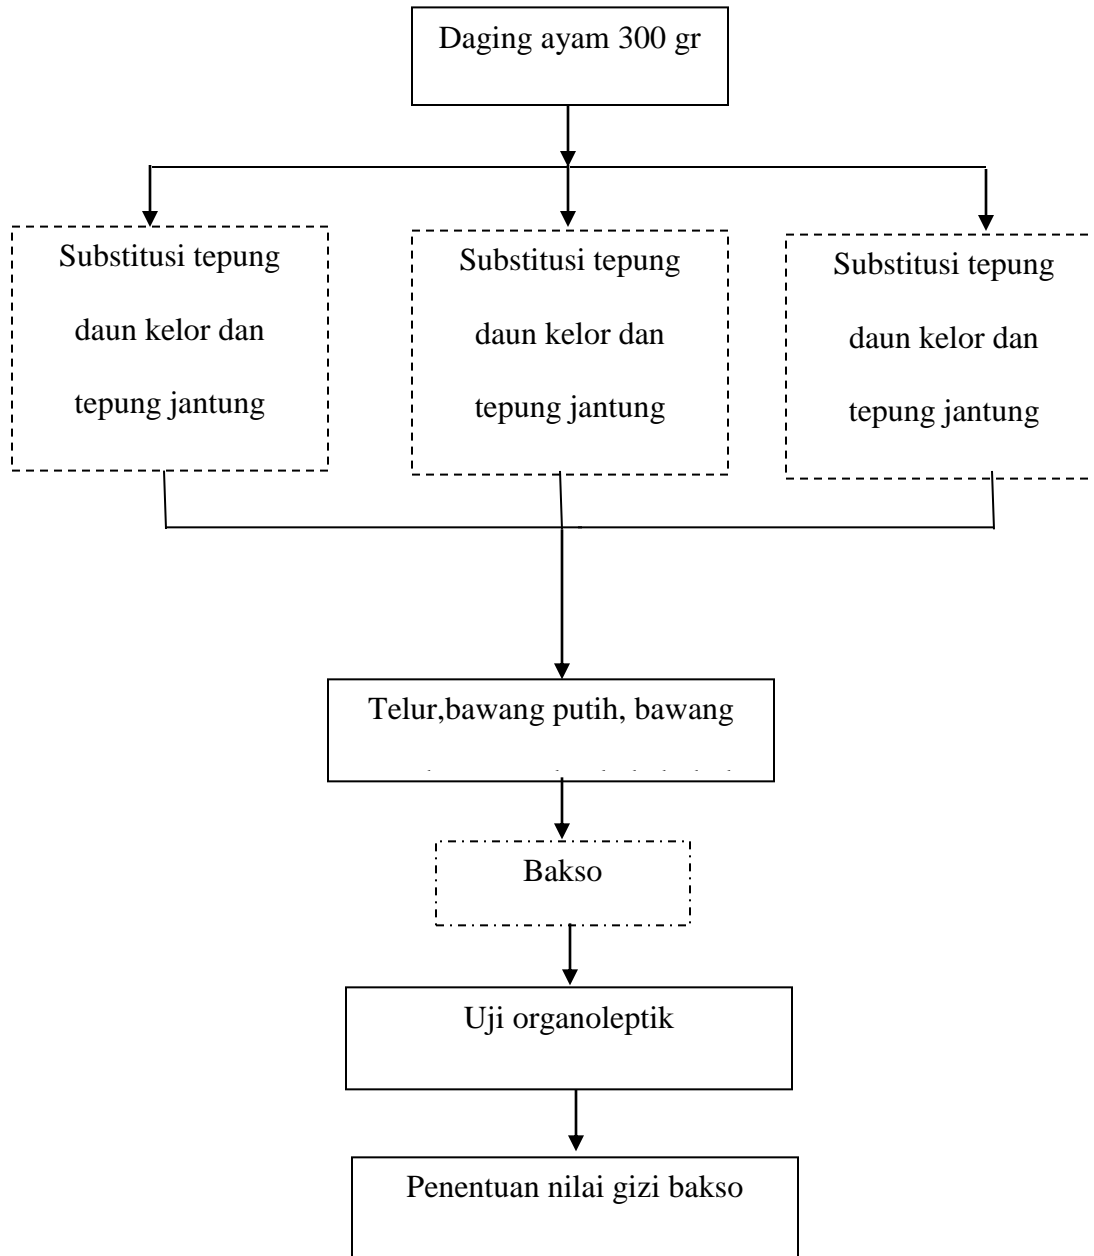 Daging ayam 300 gr
Substitusi tepung
daun kelor dan
tepung jantung
Substitusi tepung
daun kelor dan
tepung jantung
Substitusi tepung
daun kelor dan
tepung jantung
Telur,bawang putih, bawang
Bakso
Uji organoleptik
Penentuan nilai gizi bakso